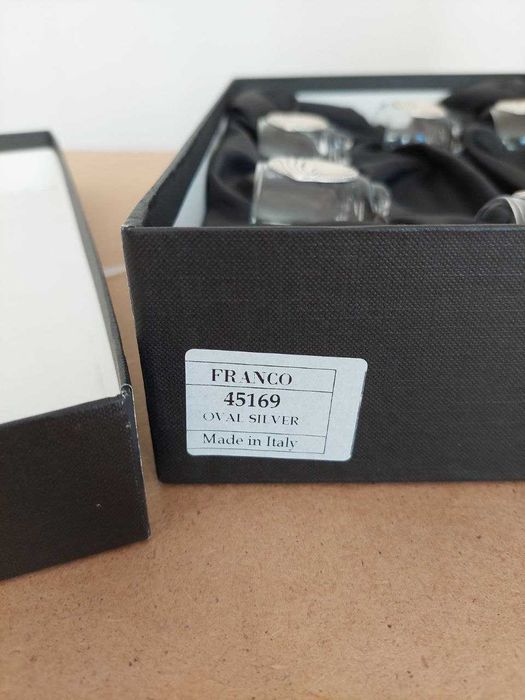 FRANCO
45169
OVAL SILVER
Made in Italy